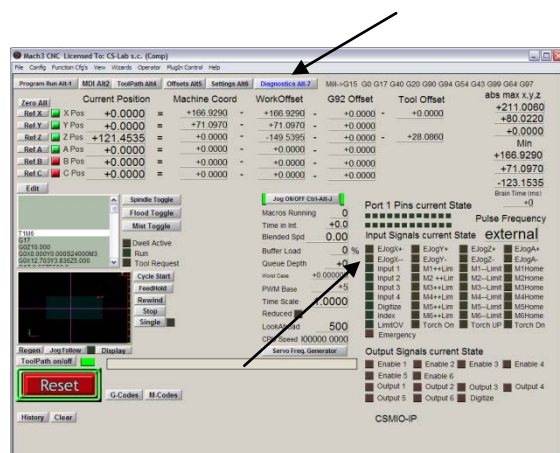 Mach3 CNC Licensed To: CS-Lab s.c. (Comp)
File Config Function Cfg's View Wizards Operator PlugIn Control Help
Program Run Alt-1 MDI Alt2 ToolPath Alt4 Offsets Alt5 Settings Alt6 Diagnostics Alt-7 Mill->G15 G0 G17 G40 G20 G90 G94 G54 G43 G99 G64 G97
Zero All Current Position Machine Coord WorkOffset G92 Offset Tool Offset abs max x,y,z
Ref X X Pos +0.0000 = +166.9290 - +166.9290 - +0.0000 - +0.0000 +211.0060
Ref Y Y Pos +0.0000 = +71.0970 - +71.0970 - +0.0000 +80.0220
Ref Z Z Pos +121.4535 = +0.0000 - -149.5395 - +0.0000 - +28.0860 +0.0000
Ref A A Pos +0.0000 = +0.0000 - +0.0000 - +0.0000 Min
Ref B B Pos +0.0000 = +0.0000 - +0.0000 - +0.0000 +166.9290
Ref C C Pos +0.0000 = +0.0000 - +0.0000 - +0.0000 +71.0970
-123.1535
Edit
Brain Time (ms)
+0
T1M6
G17
G0Z10.000
G0X0.000Y0.000S24000M3
Spindle Toggle
Flood Toggle
Mist Toggle
Dwell Active
Run
Tool Request
Cycle Start
FeedHold
Rewind
Stop
Single
Regen Jog Follow Display
ToolPath on/off
Reset
G-Codes M-Codes
History Clear
Jog ON/OFF Ctrl-Alt-J
Macros Running 0
Time in Int. +0.0
Blended Spd 0.00
Buffer Load 0 %
Queue Depth +0
Worst Case +0.000000
PWM Base +5
Time Scale 1.0000
Reduced
LookAhead 500
CPU Speed
Servo Freq. Generator
Port 1 Pins current State
Pulse Frequency
Input Signals current State external
EJogX+ EJogY+ EJogZ+ EJogA+
EJogX- EJogY- EJogZ- EJogA-
Input 1 M1++Lim M1--Limit M1Home
Input 2 M2 ++Lim M2--Limit M2Home
Input 3 M3++Lim M3--Limit M3Home
Input 4 M4++Lim M4--Limit M4Home
Digitize M5++Lim M5--Limit M5Home
Index M6++Lim M6--Limit M6Home
LimitOV Torch On Torch UP Torch Dn
Emergency
Output Signals current State
Enable 1 Enable 2 Enable 3 Enable 4
Enable 5 Enable 6
Output 1 Output 2 Output 3 Output 4
Output 5 Output 6 Digitize
CSMIO-IP